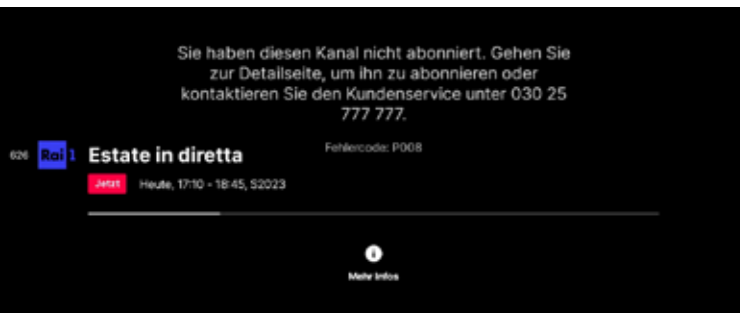 Sie haben diesen Kanal nicht abonniert. Gehen Sie
zur Detailseite, um ihn zu abonnieren oder
kontaktieren Sie den Kundenservice unter 030 25
777 777.
Fehlercode: P008
626 Rai 1 Estate in diretta
Jetzt Heute, 17:10 - 18:45, S2023
Mehr Infos